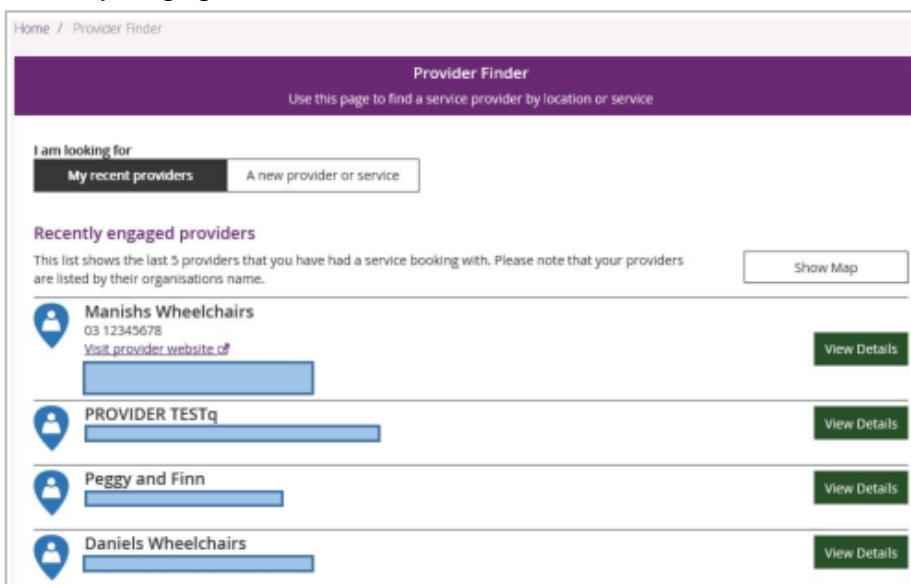 Home / Provider Finder
Provider Finder
Use this page to find a service provider by location or service
I am looking for
My recent providers
A new provider or service
Recently engaged providers
This list shows the last 5 providers that you have had a service booking with. Please note that your providers
are listed by their organisations name.
Show Map
Manishs Wheelchairs
03 12345678
Visit provider website
View Details
PROVIDER TESTq
View Details
Peggy and Finn
View Details
Daniels Wheelchairs
View Details